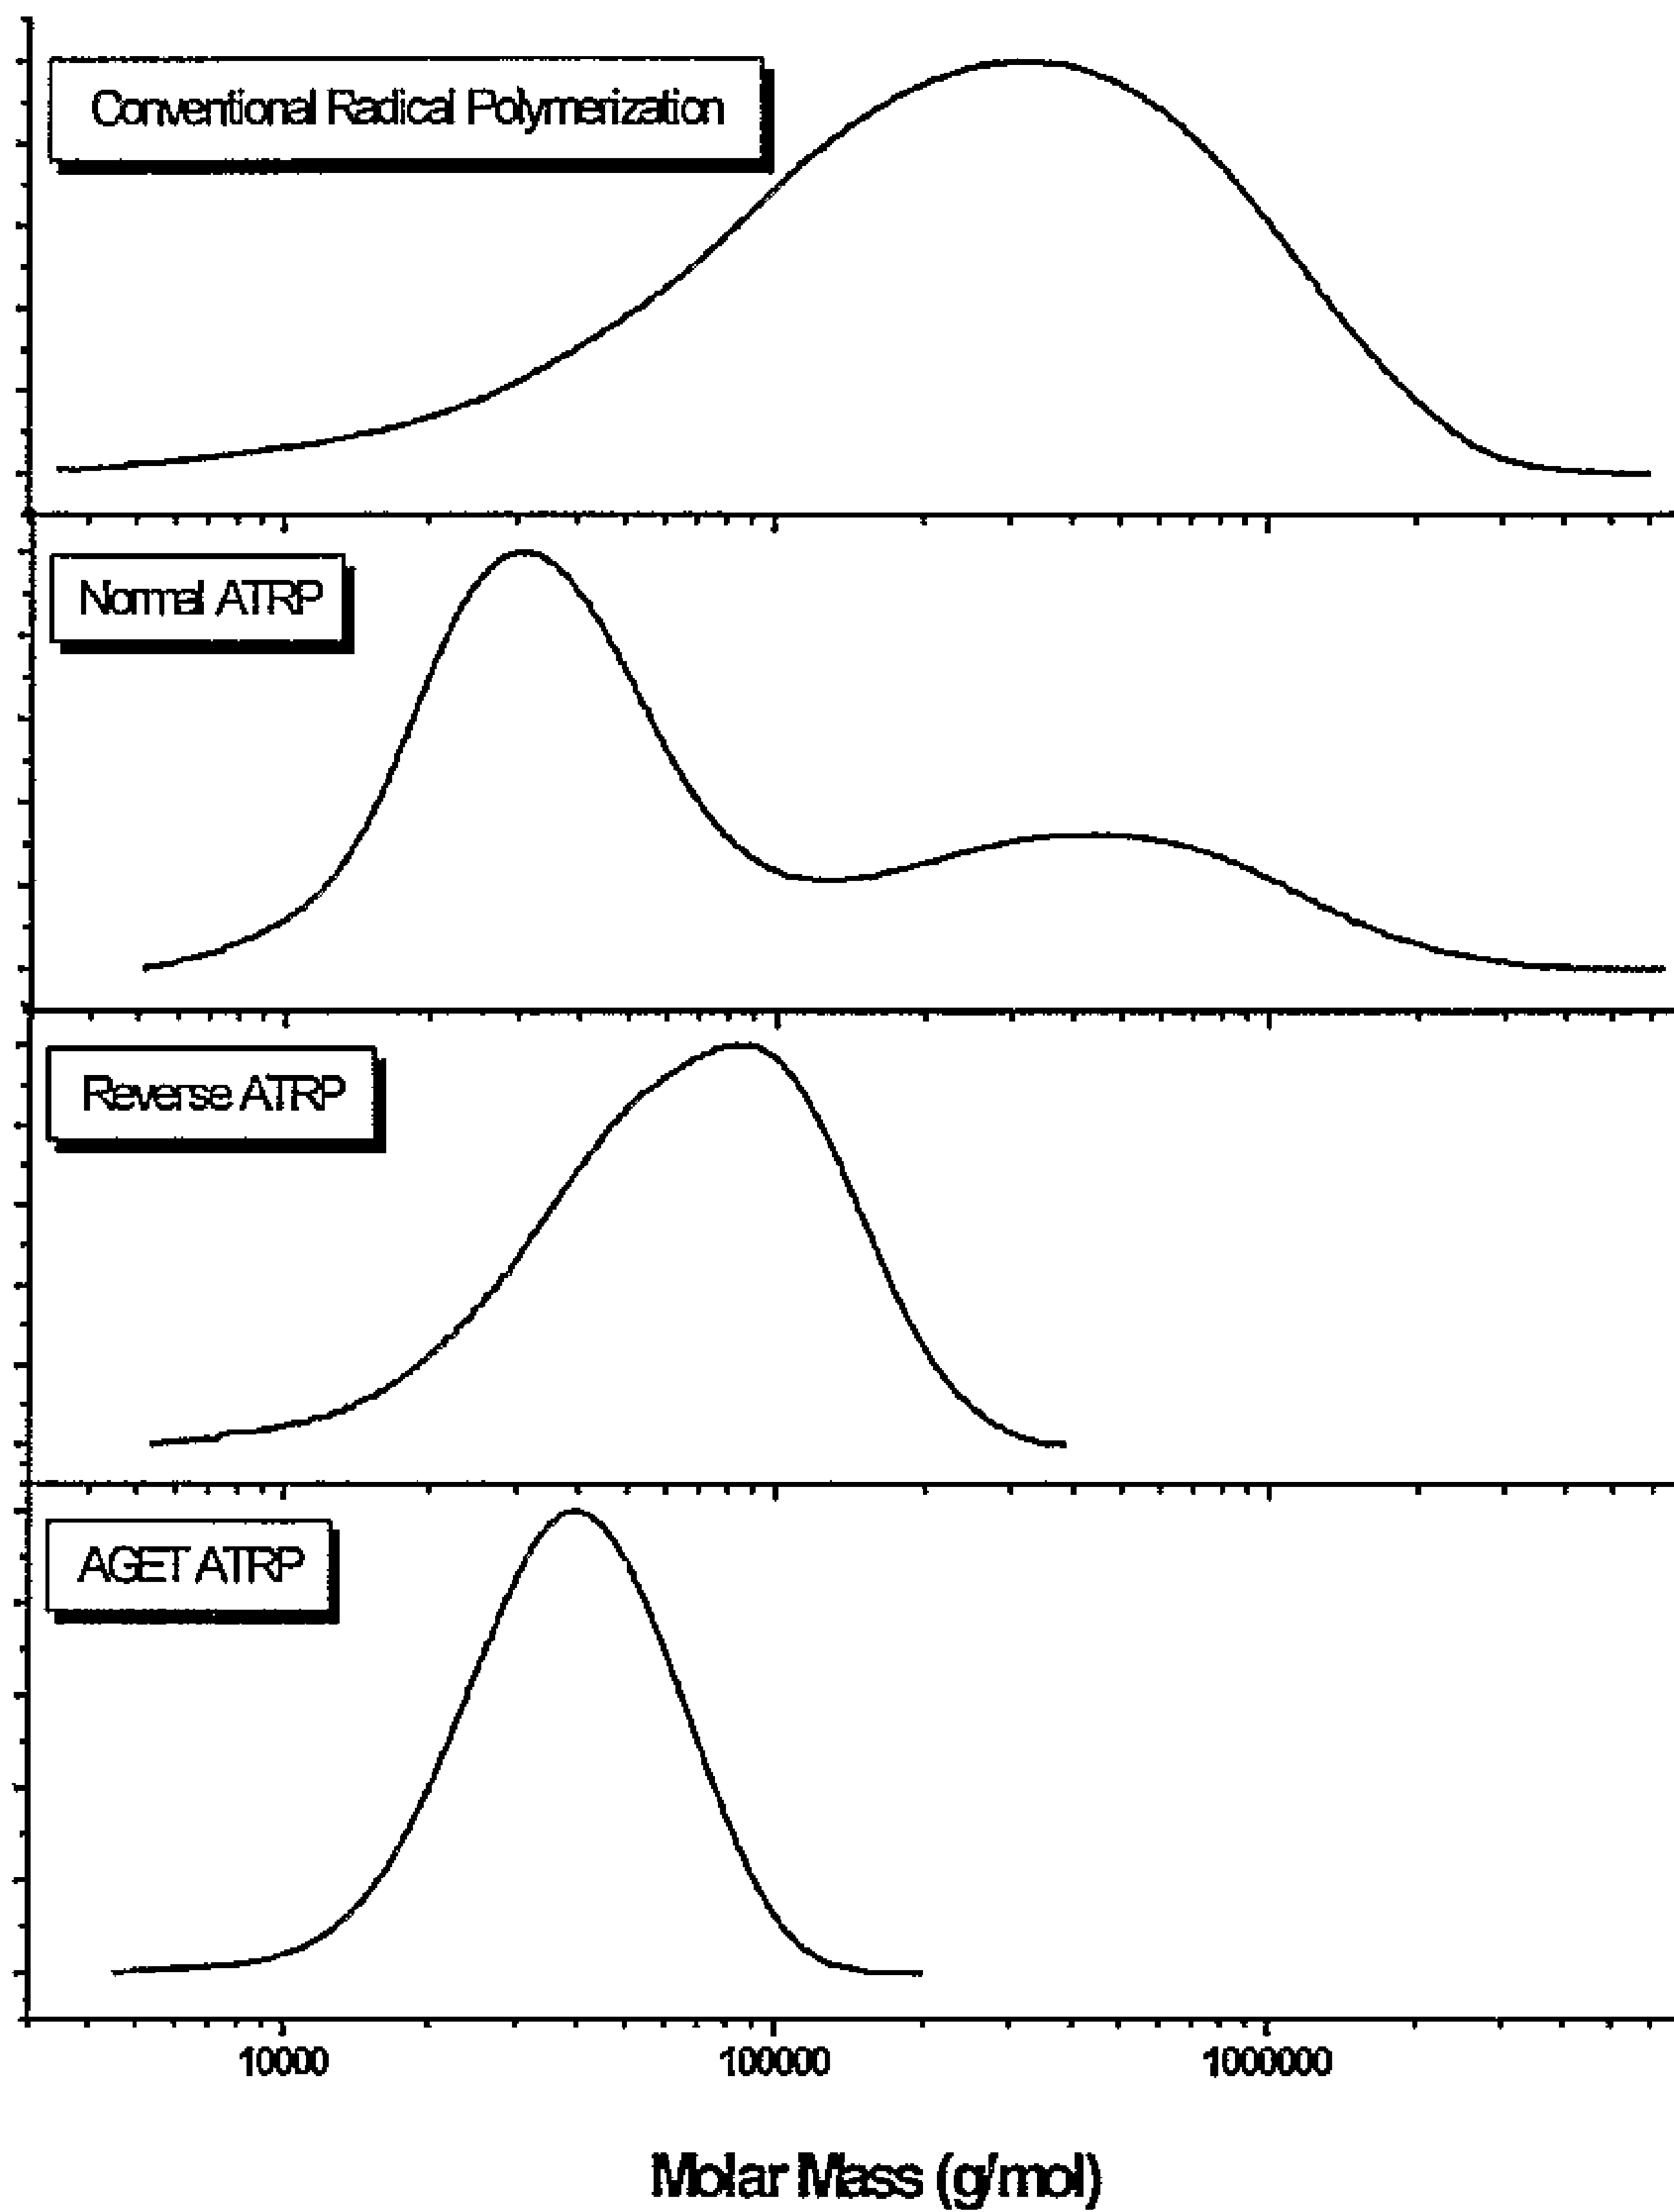 Conventional Radical Polymerization
Normal ATRP
Reverse ATRP
AGET ATRP
10000 100000 1000000
Molar Mass (g/mol)